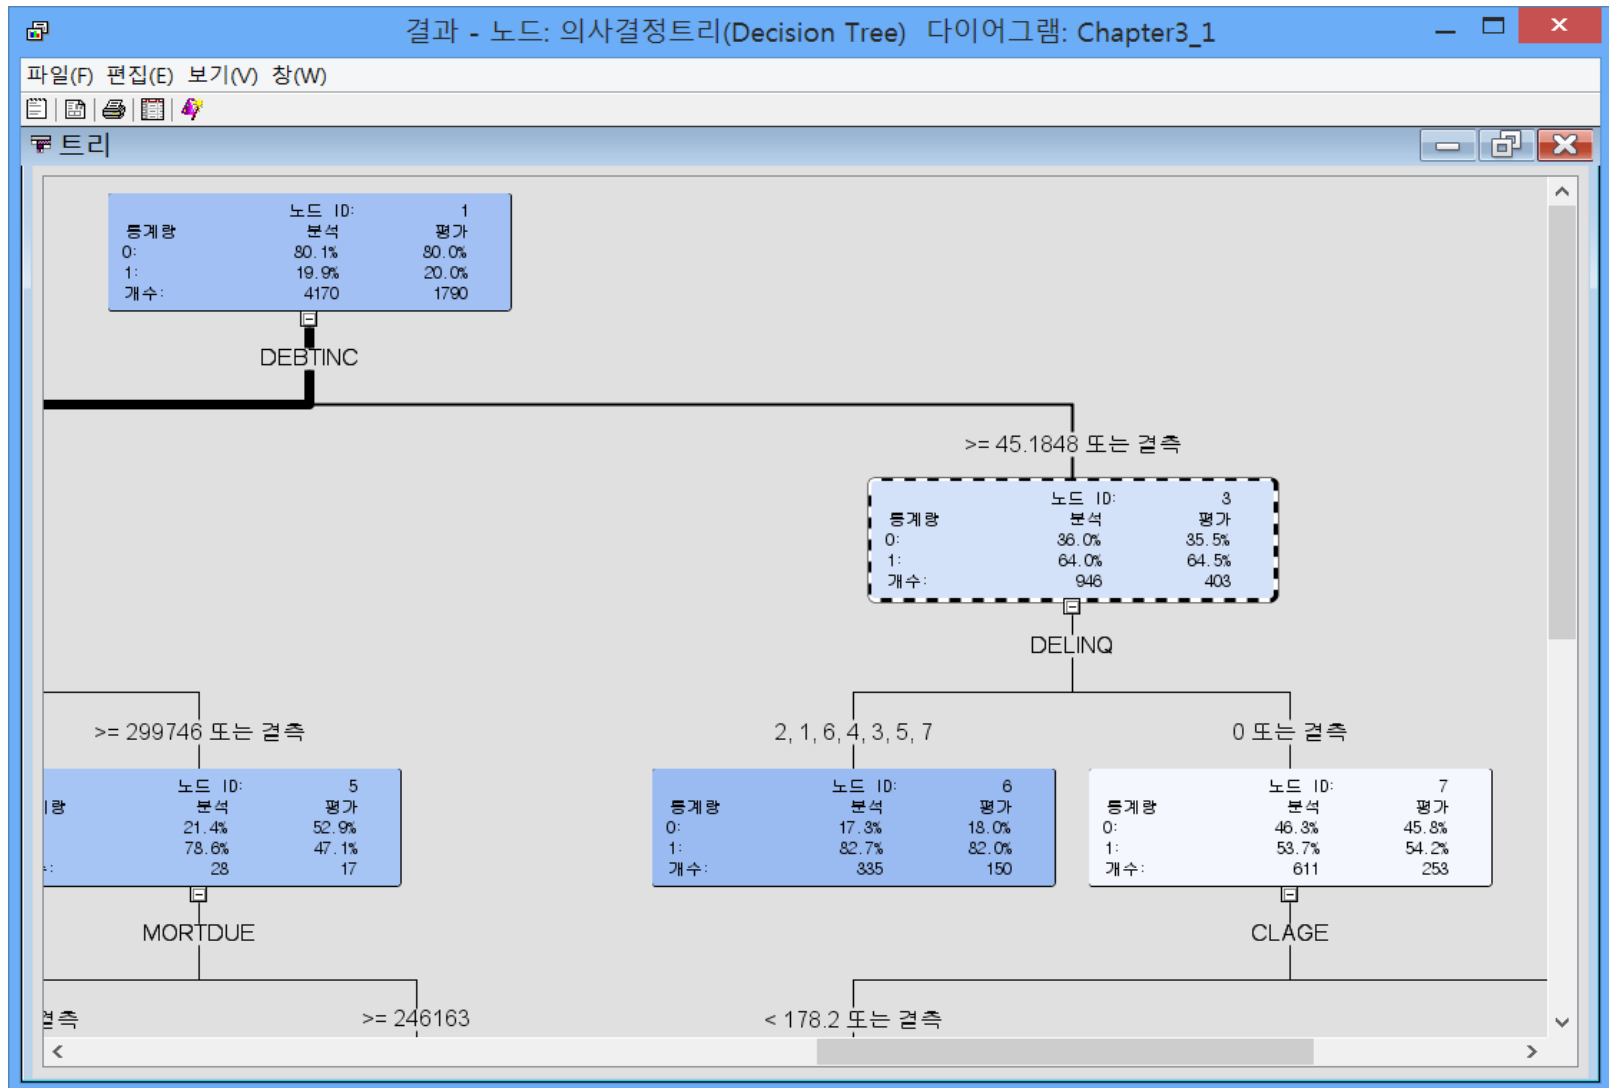 결과 - 노드: 의사결정트리(Decision Tree) 다이어그램: Chapter3_1
파일(F) 편집(E) 보기(V) 창(W)
트리
노드 ID: 1
통계량 분석 평가
0: 80.1% 80.0%
1: 19.9% 20.0%
개수: 4170 1790
DEBTINC
>= 45.1848 또는 결측
노드 ID: 3
통계량 분석 평가
0: 36.0% 35.5%
1: 64.0% 64.5%
개수: 946 403
DELINQ
>= 299746 또는 결측
2, 1, 6, 4, 3, 5, 7
0 또는 결측
노드 ID: 5
분석 평가
21.4% 52.9%
78.6% 47.1%
28 17
노드 ID: 6
통계량 분석 평가
0: 17.3% 18.0%
1: 82.7% 82.0%
개수: 335 150
노드 ID: 7
통계량 분석 평가
0: 46.3% 45.8%
1: 53.7% 54.2%
개수: 611 253
MORTDUE
CLAGE
결측
>= 246163
< 178.2 또는 결측